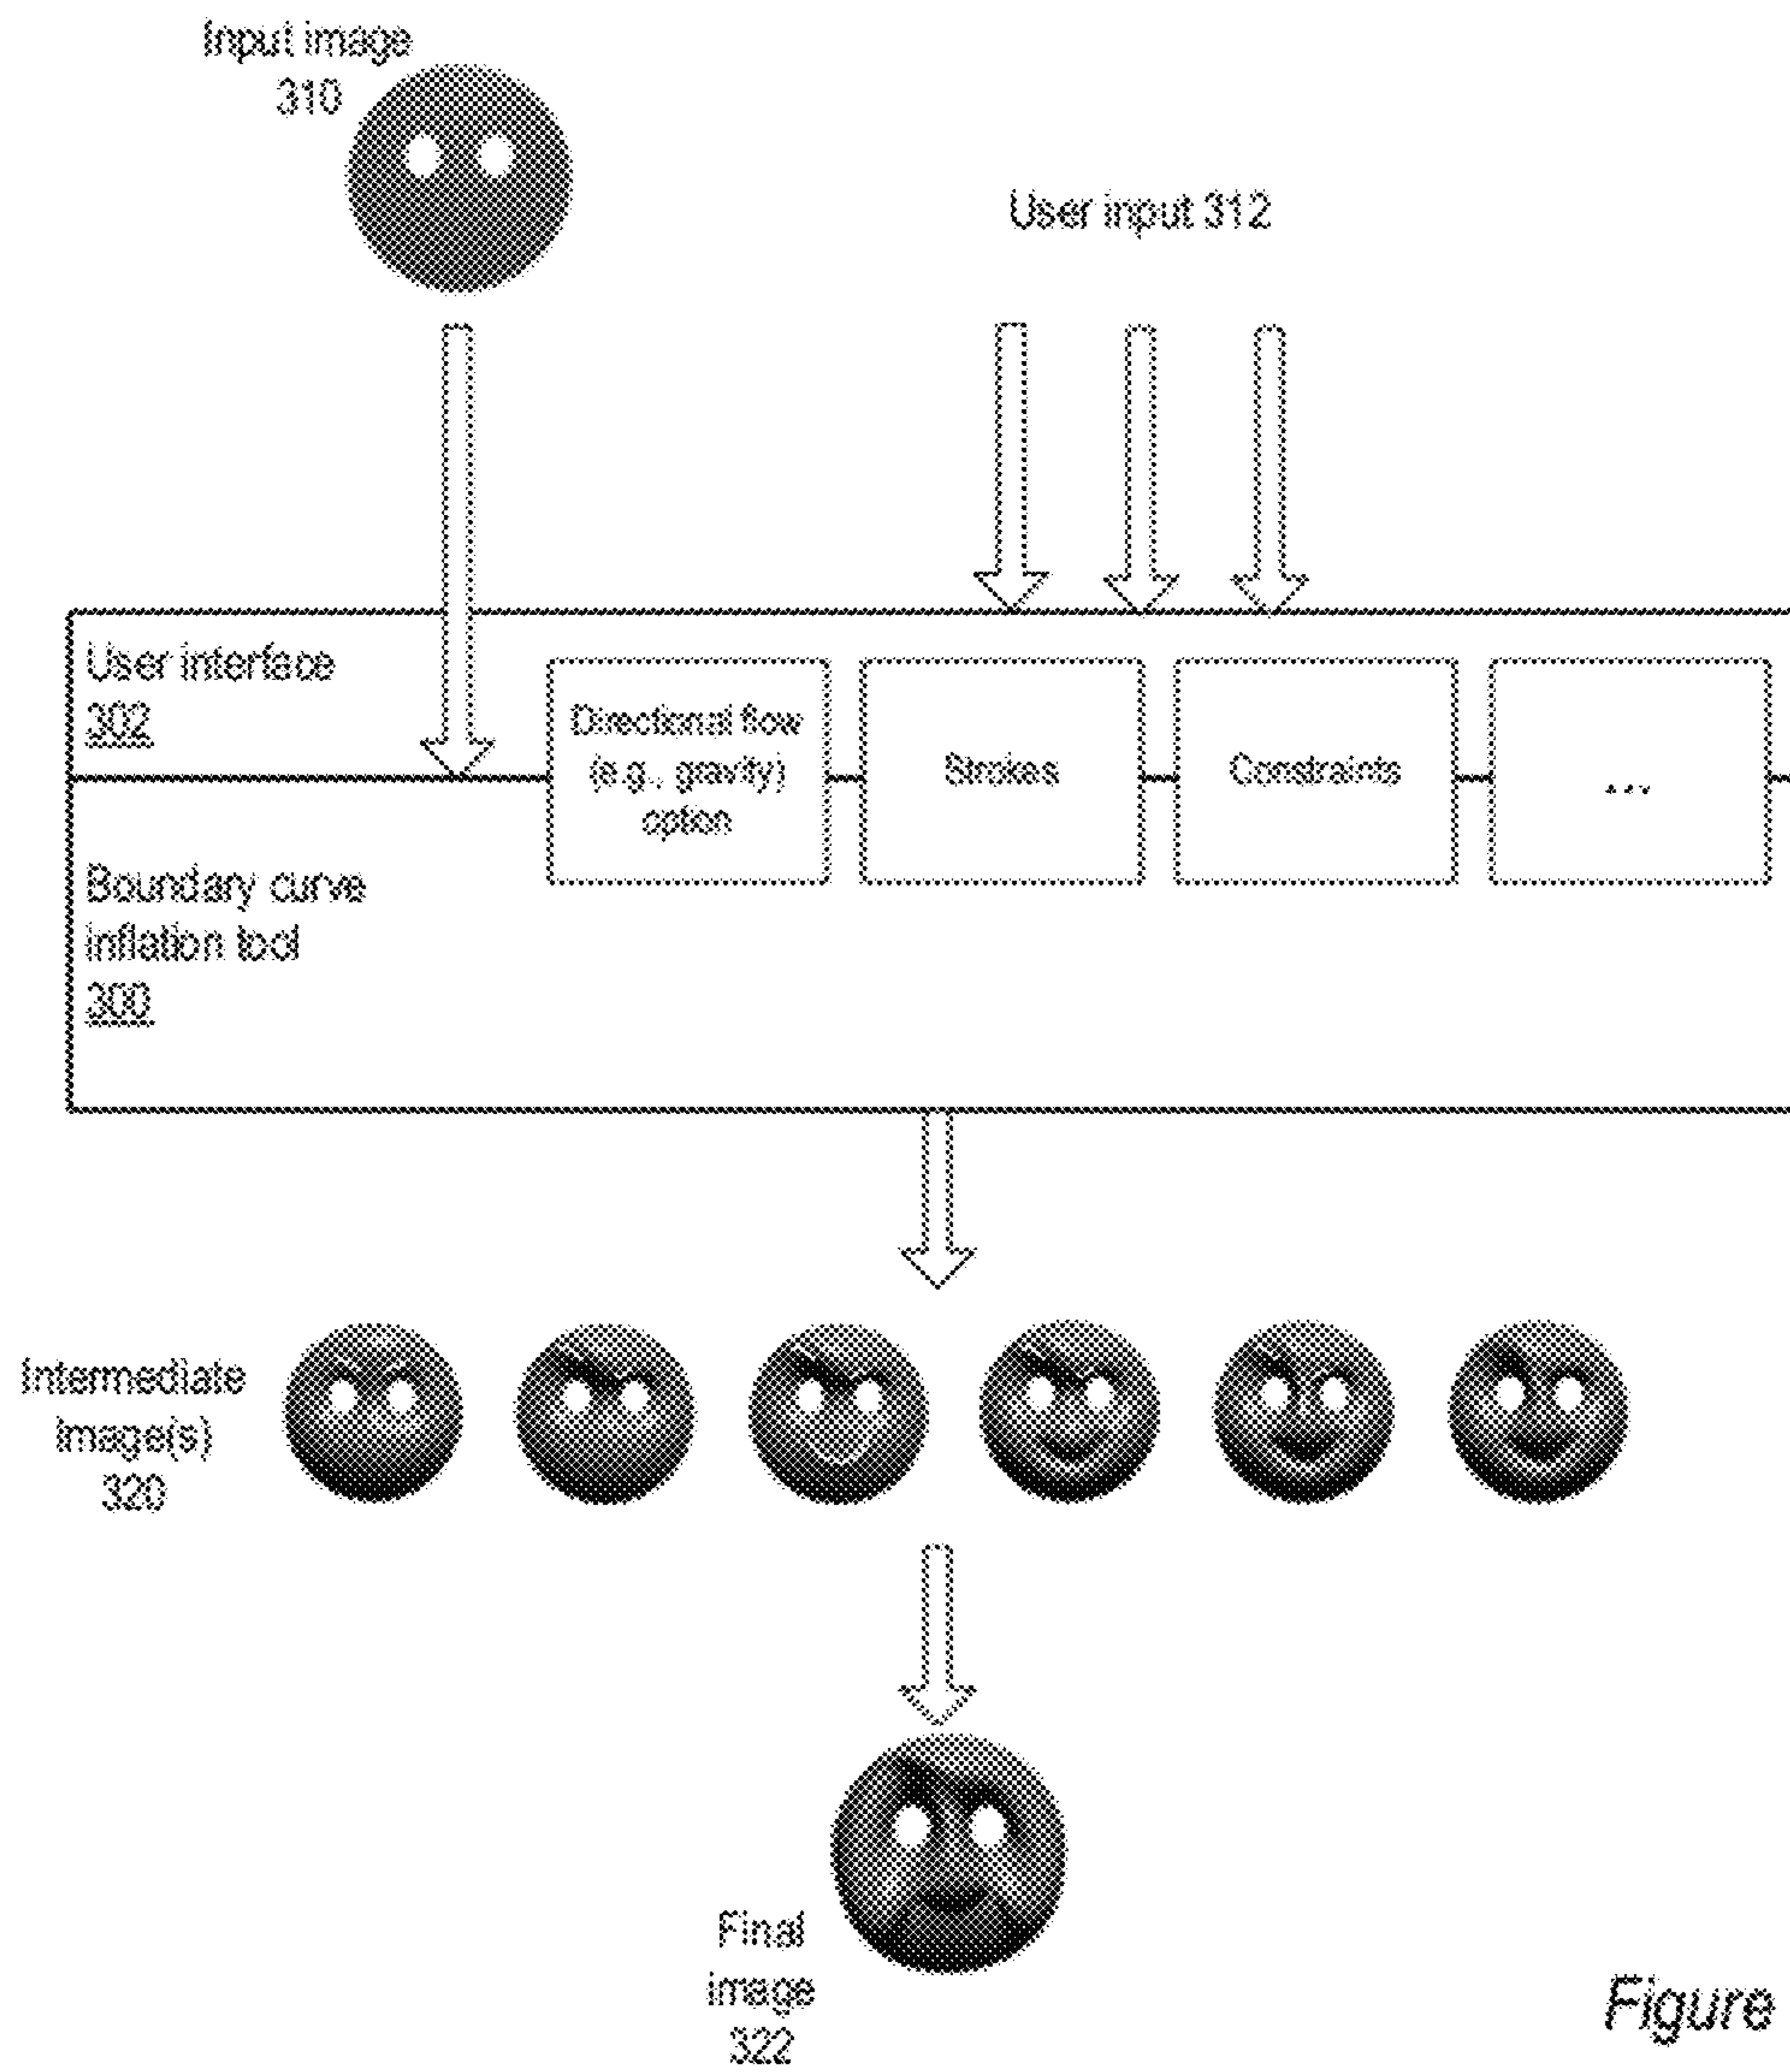 Input image
310
User input 312
User interface
302
Directional flow
(e.g., gravity)
option
Strokes
Constraints
...
Boundary curve
inflation tool
300
Intermediate
image(s)
320
Final
image
322
Figure